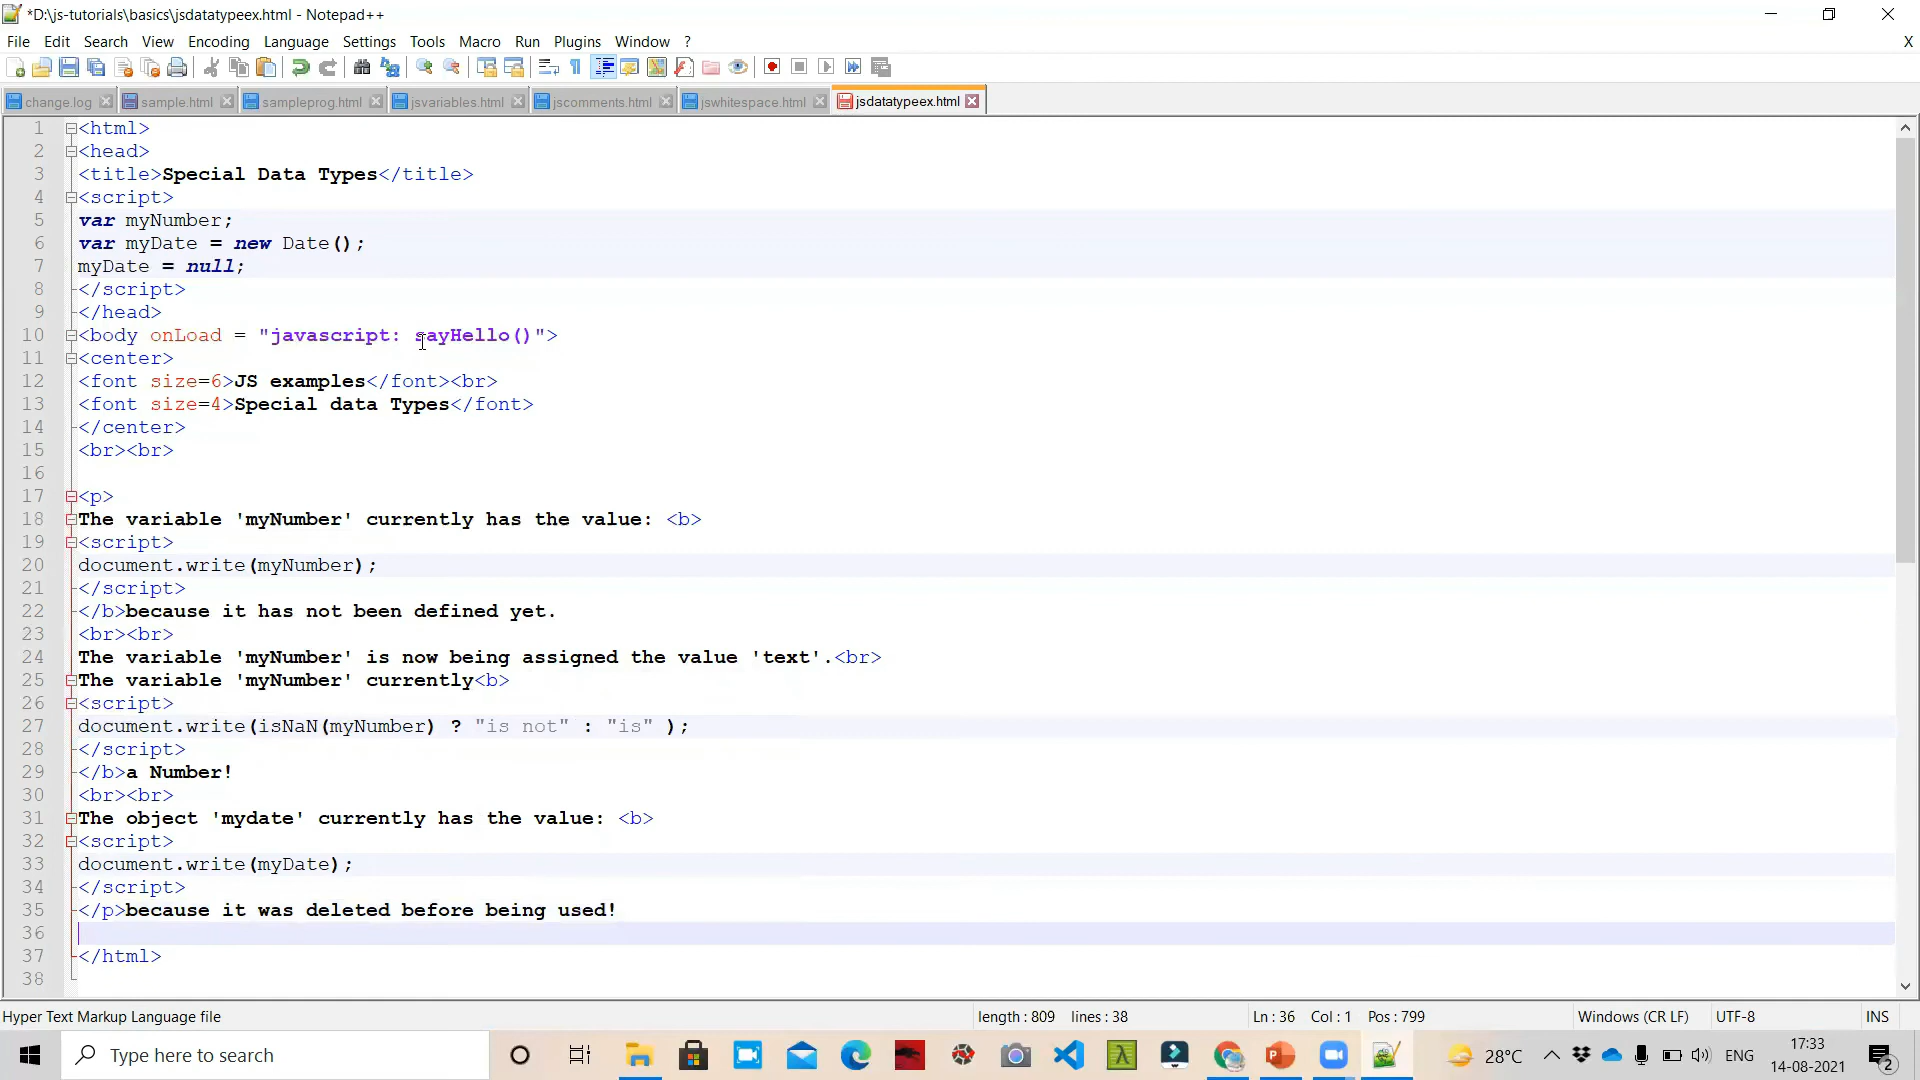 *D:\js-tutorials\basics\jsdatatypeex.html - Notepad++
File Edit Search View Encoding Language Settings Tools Macro Run Plugins Window ? X
change.log sample.html sampleprog.html jsvariables.html jscomments.html jswhitespace.html jsdatatypeex.html
1 <html>
2 <head>
3 <title>Special Data Types</title>
4 <script>
5 var myNumber;
6 var myDate = new Date();
7 myDate = null;
8 </script>
9 </head>
10 <body onLoad = "javascript: sayHello()">
11 <center>
12 <font size=6>JS examples</font><br>
13 <font size=4>Special data Types</font>
14 </center>
15 <br><br>
16
17 <p>
18 The variable 'myNumber' currently has the value: <b>
19 <script>
20 document.write(myNumber);
21 </script>
22 </b>because it has not been defined yet.
23 <br><br>
24 The variable 'myNumber' is now being assigned the value 'text'.<br>
25 The variable 'myNumber' currently<b>
26 <script>
27 document.write(isNaN(myNumber) ? "is not" : "is" );
28 </script>
29 </b>a Number!
30 <br><br>
31 The object 'mydate' currently has the value: <b>
32 <script>
33 document.write(myDate);
34 </script>
35 </p>because it was deleted before being used!
36
37 </html>
38
Hyper Text Markup Language file length : 809 lines : 38 Ln : 36 Col : 1 Pos : 799 Windows (CR LF) UTF-8 INS
Type here to search 28°C ENG 17:33
14-08-2021 2